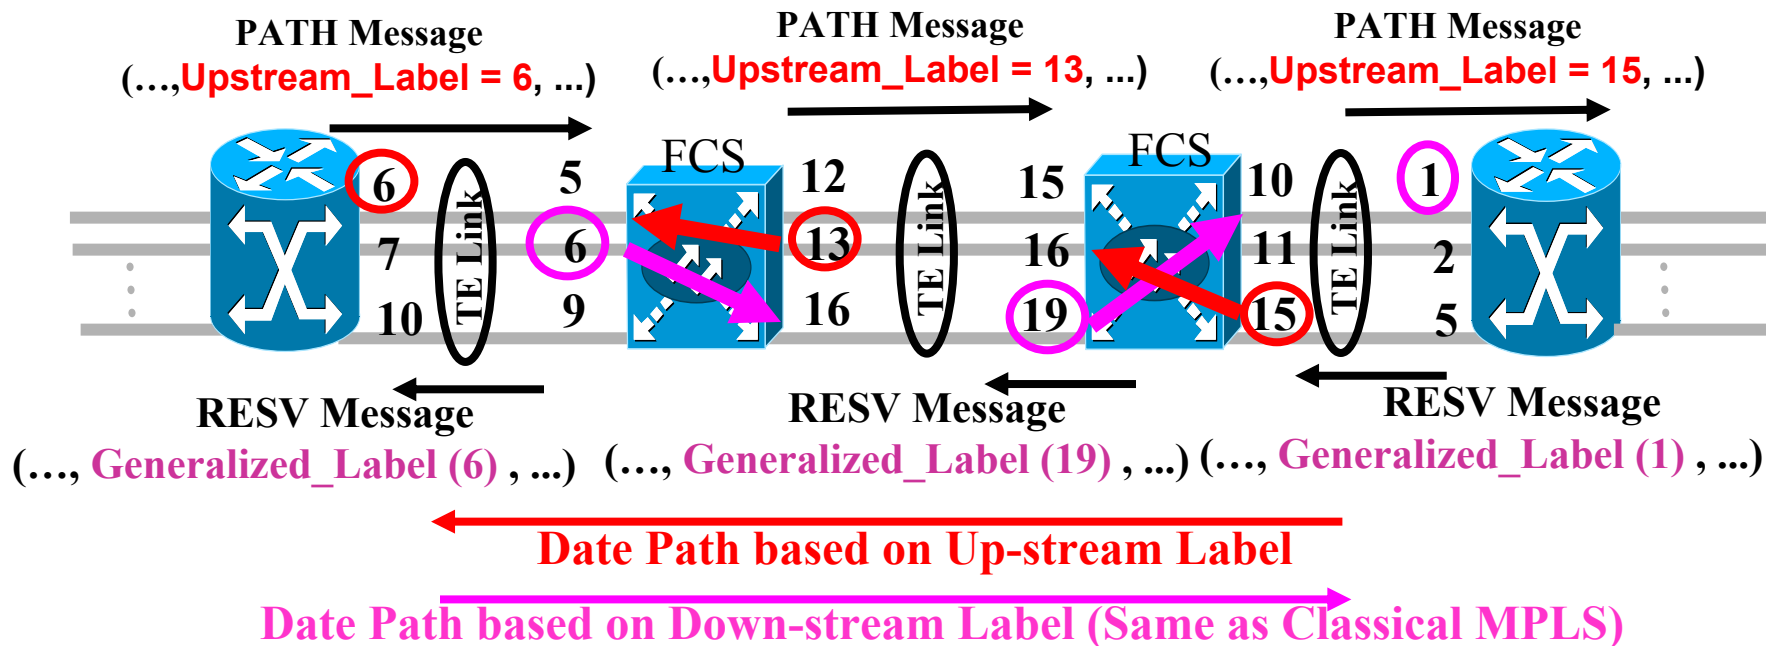 PATH Message
(…,Upstream_Label = 6, ...)
PATH Message
(…,Upstream_Label = 13, ...)
PATH Message
(…,Upstream_Label = 15, ...)
FCS
FCS
6
5
12
15
10
1
7
6
13
16
11
2
10
9
16
19
15
5
TE Link
TE Link
TE Link
RESV Message
(…, Generalized_Label (6) , ...)
RESV Message
(…, Generalized_Label (19) , ...)
RESV Message
(…, Generalized_Label (1) , ...)
Date Path based on Up-stream Label
Date Path based on Down-stream Label (Same as Classical MPLS)